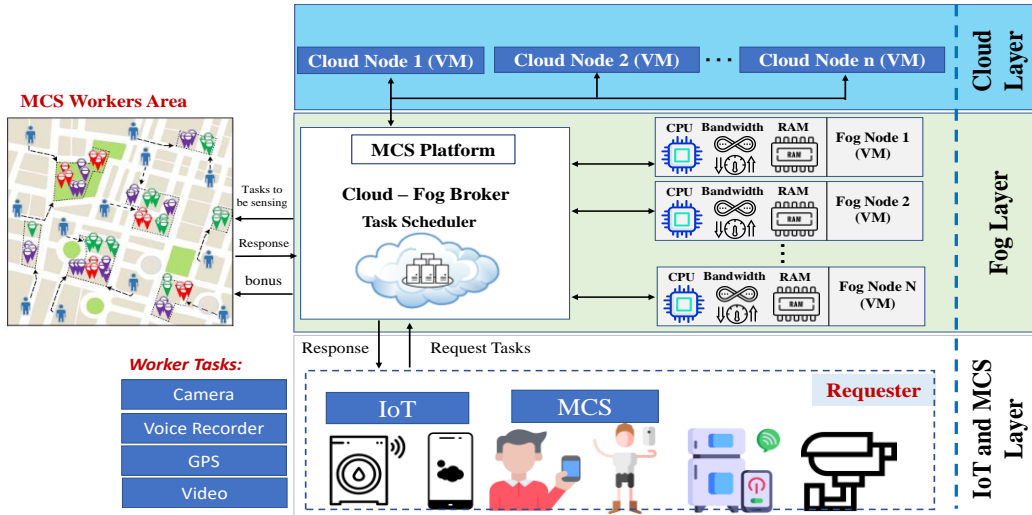 Cloud Node 1 (VM)
Cloud Node 2 (VM)
...
Cloud Node n (VM)
Cloud
Layer
MCS Workers Area
Tasks to
be sensing
Response
bonus
MCS Platform
Cloud – Fog Broker
Task Scheduler
CPU Bandwidth RAM
RAM
Fog Node 1
(VM)
CPU Bandwidth RAM
RAM
Fog Node 2
(VM)
...
CPU Bandwidth RAM
RAM
Fog Node N
(VM)
Fog Layer
Response
Request Tasks
Worker Tasks:
Camera
Voice Recorder
GPS
Video
Requester
IoT
MCS
IoT and MCS
Layer